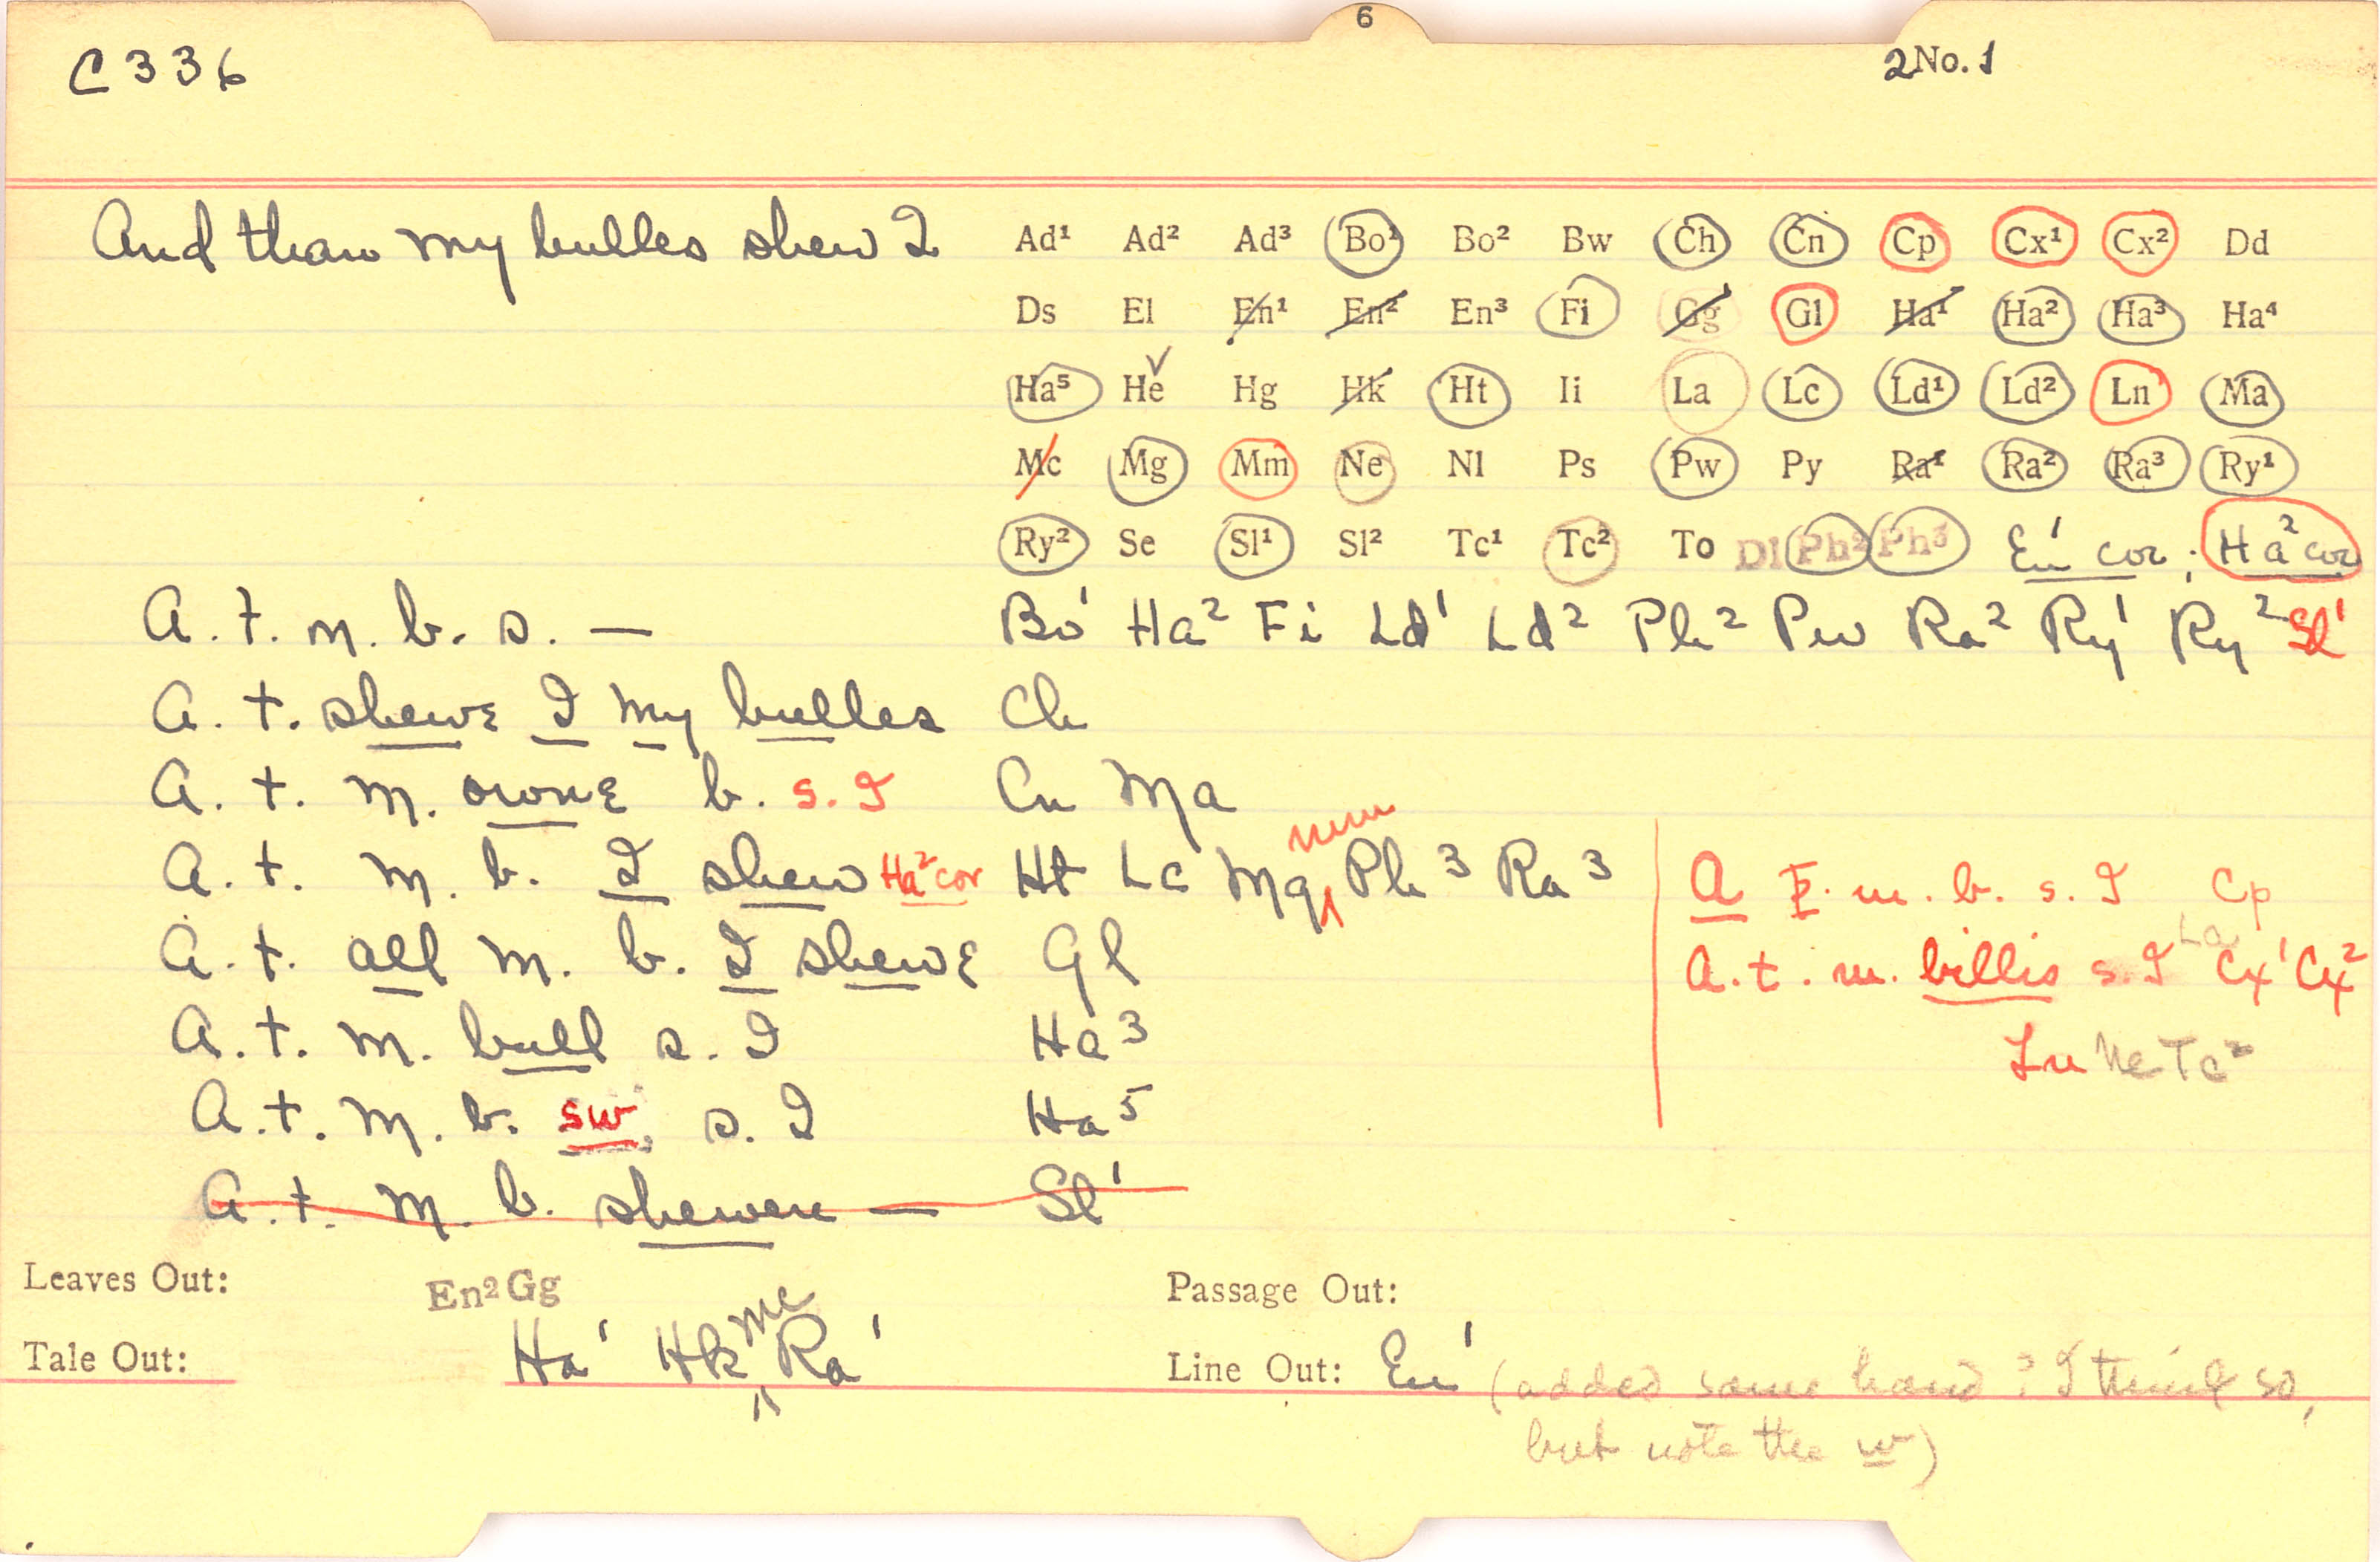 6
C 336
2No. 1
And than my bulles shew I
Ad¹ Ad² Ad³ Bo¹ Bo² Bw Ch Cn Cp Cx¹ Cx² Dd
Ds El En¹ En² En³ Fi Gg Gl Ha¹ Ha² Ha³ Ha⁴
Ha⁵ He Hg Hk Ht Ii La Lc Ld¹ Ld² Ln Ma
Mc Mg Mm Ne Nl Ps Pw Py Ra¹ Ra² Ra³ Ry¹
Ry² Se Sl¹ Sl² Tc¹ Tc² To Dl Ph² Ph³ En¹ cor; Ha² cor
A. t. m. b. s. — Bo¹ Ha² Fi Ld¹ Ld² Ph² Pw Ra² Ry¹ Ry² Sl¹
A. t. shewe I my bulles Ch
A. t. m. owne b. s. I Cn Ma
A. t. m. b. I shew Ha² cor Ht Lc Mg Mm Ph³ Ra³
A. t. all m. b. I shewe Gl
A. t. m. bull s. I Ha³
A. t. m. b. sw. s. I Ha⁵
A. t. m. b. shewen — Sl¹
A I. m. b. s. I Cp
A. t. m. billis s. I La Cx¹ Cx²
Ln Ne Tc²
Leaves Out: En² Gg
Passage Out:
Tale Out: Ha¹ Hk Mc Ra¹
Line Out: En¹ (added same hand? I think so,
but note the w)